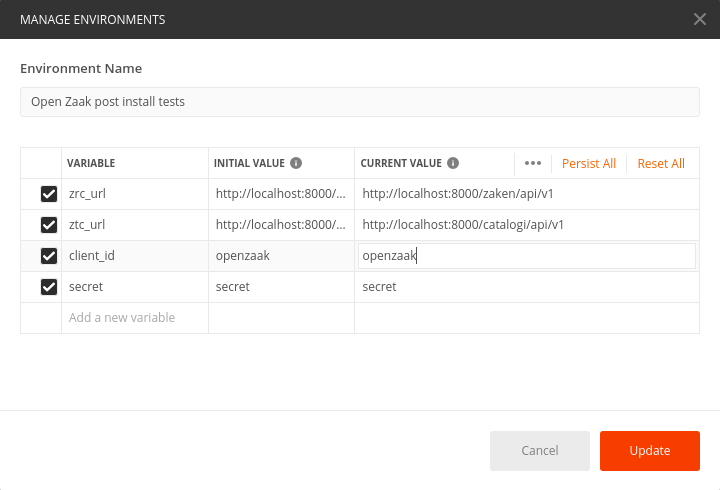 MANAGE ENVIRONMENTS
Environment Name
Open Zaak post install tests
VARIABLE INITIAL VALUE CURRENT VALUE ••• Persist All Reset All
zrc_url http://localhost:8000/... http://localhost:8000/zaken/api/v1
ztc_url http://localhost:8000/... http://localhost:8000/catalogi/api/v1
client_id openzaak openzaak
secret secret secret
Add a new variable
Cancel Update